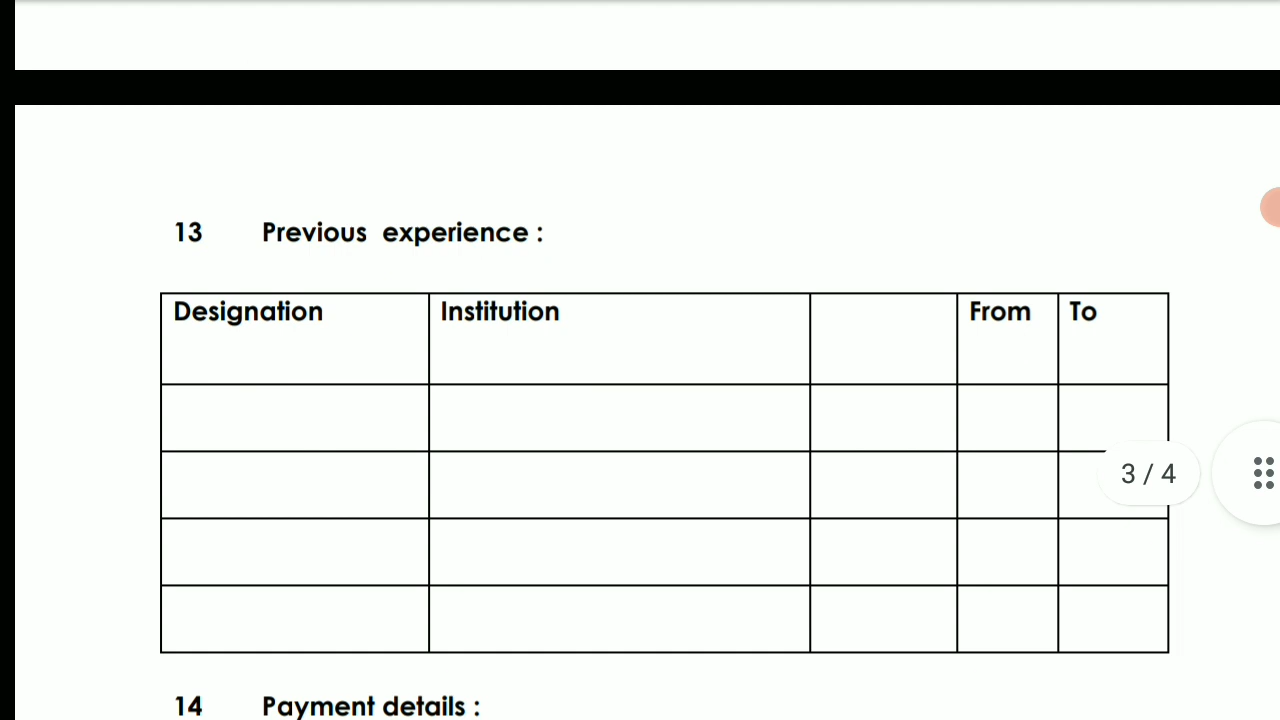 13 Previous experience :
Designation Institution From To
3 / 4
14 Payment details :